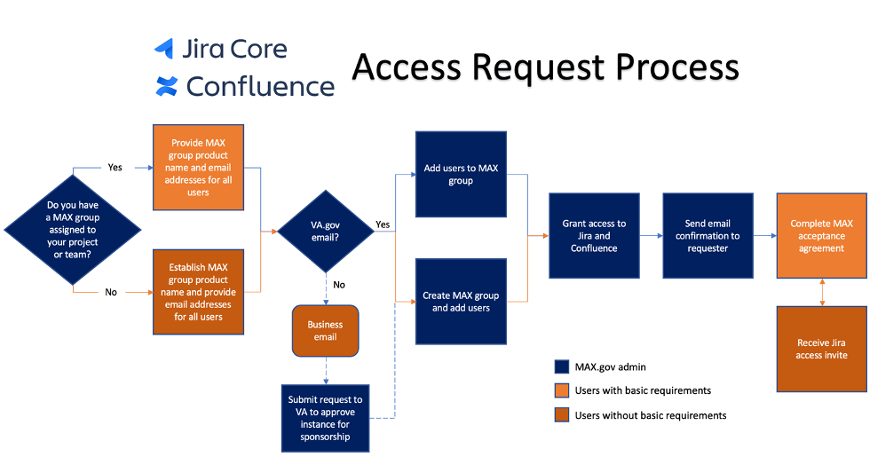 Jira Core
Confluence
Access Request Process
Do you have
a MAX group
assigned to
your project
or team?
Yes
No
Provide MAX
group product
name and email
addresses for all
users
Establish MAX
group product
name and provide
email addresses
for all users
VA.gov
email?
Yes
No
Business
email
Submit request to
VA to approve
instance for
sponsorship
Add users to MAX
group
Create MAX group
and add users
Grant access to
Jira and
Confluence
Send email
confirmation to
requester
Complete MAX
acceptance
agreement
Receive Jira
access invite
MAX.gov admin
Users with basic requirements
Users without basic requirements